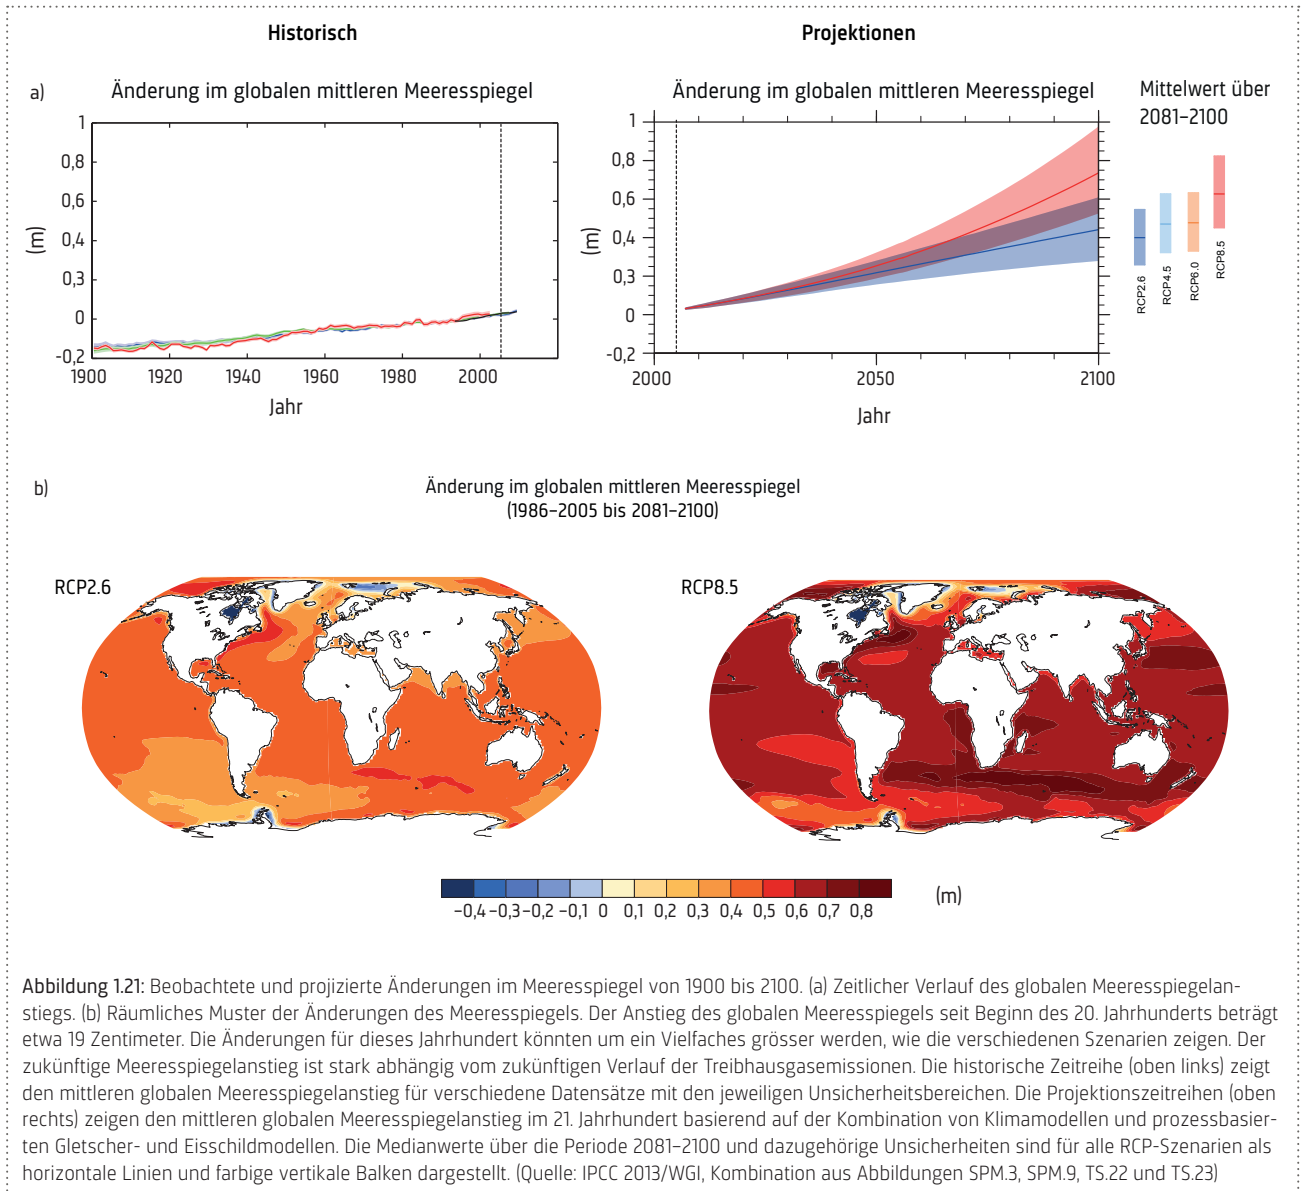 Historisch
Projektionen
a)
Änderung im globalen mittleren Meeresspiegel
1
0,8
0,6
0,4
0,3
0
-0,2
(m)
1900 1920 1940 1960 1980 2000
Jahr
Änderung im globalen mittleren Meeresspiegel
1
0,8
0,6
0,4
0,3
0
-0,2
(m)
2000 2050 2100
Jahr
Mittelwert über
2081–2100
RCP2.6
RCP4.5
RCP6.0
RCP8.5
b)
Änderung im globalen mittleren Meeresspiegel
(1986–2005 bis 2081–2100)
RCP2.6
RCP8.5
−0,4 −0,3 −0,2 −0,1 0 0,1 0,2 0,3 0,4 0,5 0,6 0,7 0,8
(m)
Abbildung 1.21: Beobachtete und projizierte Änderungen im Meeresspiegel von 1900 bis 2100. (a) Zeitlicher Verlauf des globalen Meeresspiegelan-
stiegs. (b) Räumliches Muster der Änderungen des Meeresspiegels. Der Anstieg des globalen Meeresspiegels seit Beginn des 20. Jahrhunderts beträgt
etwa 19 Zentimeter. Die Änderungen für dieses Jahrhundert könnten um ein Vielfaches grösser werden, wie die verschiedenen Szenarien zeigen. Der
zukünftige Meeresspiegelanstieg ist stark abhängig vom zukünftigen Verlauf der Treibhausgasemissionen. Die historische Zeitreihe (oben links) zeigt
den mittleren globalen Meeresspiegelanstieg für verschiedene Datensätze mit den jeweiligen Unsicherheitsbereichen. Die Projektionszeitreihen (oben
rechts) zeigen den mittleren globalen Meeresspiegelanstieg im 21. Jahrhundert basierend auf der Kombination von Klimamodellen und prozessbasier-
ten Gletscher- und Eisschildmodellen. Die Medianwerte über die Periode 2081–2100 und dazugehörige Unsicherheiten sind für alle RCP-Szenarien als
horizontale Linien und farbige vertikale Balken dargestellt. (Quelle: IPCC 2013/WGI, Kombination aus Abbildungen SPM.3, SPM.9, TS.22 und TS.23)